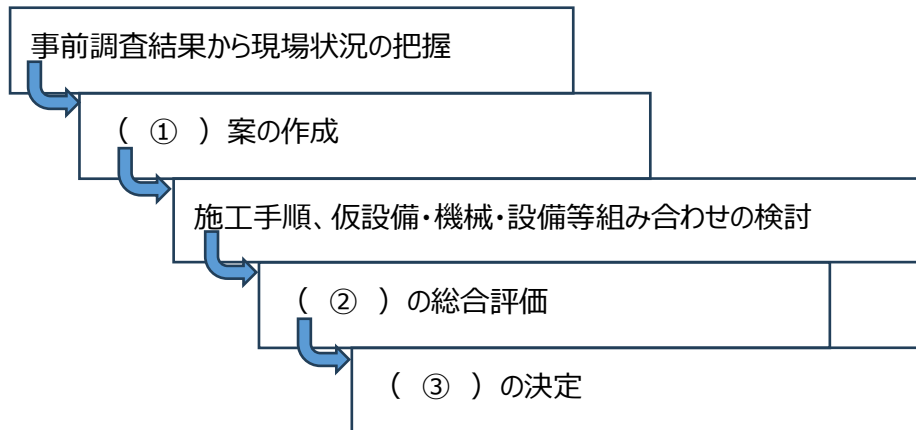 事前調査結果から現場状況の把握
（　①　）案の作成
施工手順、仮設備・機械・設備等組み合わせの検討
（　②　）の総合評価
（　③　）の決定